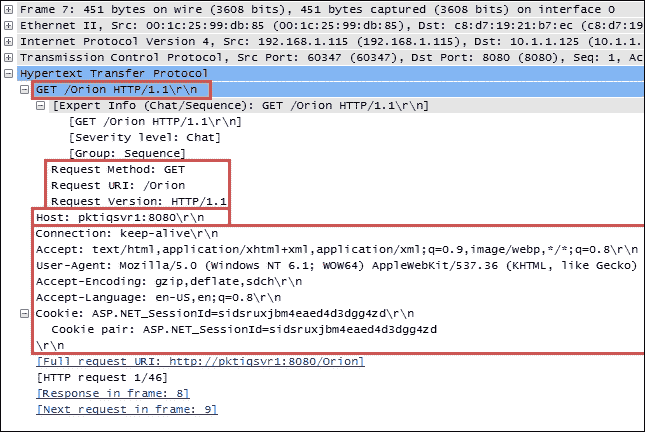 Frame 7: 451 bytes on wire (3608 bits), 451 bytes captured (3608 bits) on interface 0
Ethernet II, Src: 00:1c:25:99:db:85 (00:1c:25:99:db:85), Dst: c8:d7:19:21:b7:ec (c8:d7:19
Internet Protocol Version 4, Src: 192.168.1.115 (192.168.1.115), Dst: 10.1.1.125 (10.1.1.
Transmission Control Protocol, Src Port: 60347 (60347), Dst Port: 8080 (8080), Seq: 1, Ac
Hypertext Transfer Protocol
GET /Orion HTTP/1.1\r\n
[Expert Info (Chat/Sequence): GET /Orion HTTP/1.1\r\n]
[GET /Orion HTTP/1.1\r\n]
[Severity level: Chat]
[Group: Sequence]
Request Method: GET
Request URI: /Orion
Request Version: HTTP/1.1
Host: pktiqsvr1:8080\r\n
Connection: keep-alive\r\n
Accept: text/html,application/xhtml+xml,application/xml;q=0.9,image/webp,*/*;q=0.8\r\n
User-Agent: Mozilla/5.0 (Windows NT 6.1; WOW64) AppleWebKit/537.36 (KHTML, like Gecko)
Accept-Encoding: gzip,deflate,sdch\r\n
Accept-Language: en-US,en;q=0.8\r\n
Cookie: ASP.NET_SessionId=sidsruxjbm4eaed4d3dgg4zd\r\n
Cookie pair: ASP.NET_SessionId=sidsruxjbm4eaed4d3dgg4zd
\r\n
[Full request URI: http://pktiqsvr1:8080/Orion]
[HTTP request 1/46]
[Response in frame: 8]
[Next request in frame: 9]